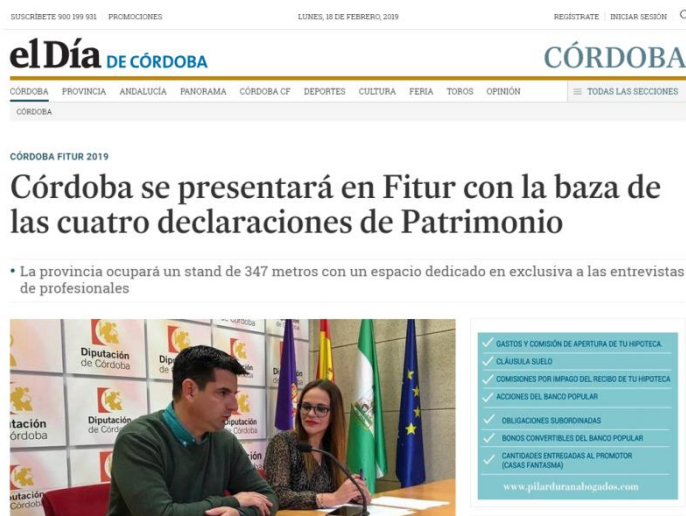 SUSCRÍBETE 900 199 931 PROMOCIONES LUNES, 18 DE FEBRERO, 2019 REGÍSTRATE INICIAR SESIÓN
el Día DE CÓRDOBA CÓRDOBA
CÓRDOBA PROVINCIA ANDALUCÍA PANORAMA CÓRDOBA CF DEPORTES CULTURA FERIA TOROS OPINIÓN TODAS LAS SECCIONES
CÓRDOBA
CÓRDOBA FITUR 2019
Córdoba se presentará en Fitur con la baza de
las cuatro declaraciones de Patrimonio
• La provincia ocupará un stand de 347 metros con un espacio dedicado en exclusiva a las entrevistas
de profesionales
Diputación
de Córdoba
Diputación
de Córdoba
tación
órdoba
Diputación
GASTOS Y COMISIÓN DE APERTURA DE TU HIPOTECA
CLÁUSULA SUELO
COMISIONES POR IMPAGO DEL RECIBO DE TU HIPOTECA
ACCIONES DEL BANCO POPULAR
OBLIGACIONES SUBORDINADAS
BONOS CONVERTIBLES DEL BANCO POPULAR
CANTIDADES ENTREGADAS AL PROMOTOR
(CASAS FANTASMA)
www.pilarduranabogados.com